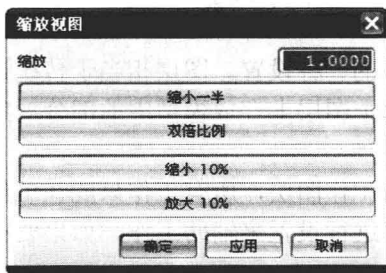 缩放视图
缩放 1.0000
缩小一半
双倍比例
缩小 10%
放大 10%
确定 应用 取消